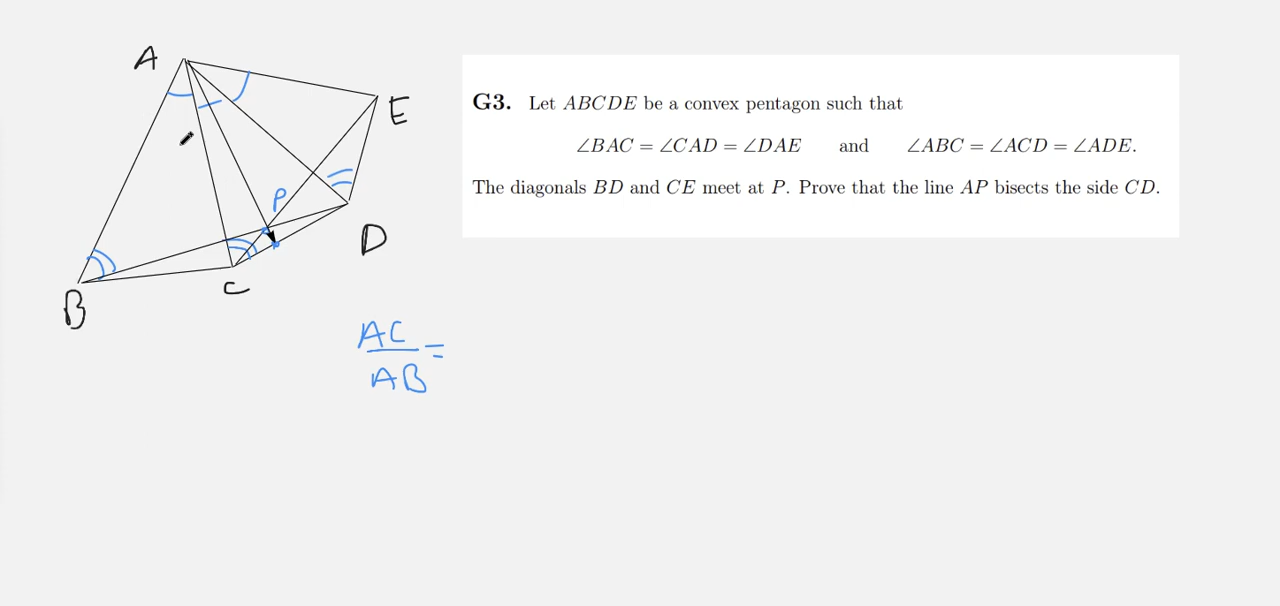 A
E
P
D
B
C
AC
AB
=
G3. Let ABCDE be a convex pentagon such that
∠BAC = ∠CAD = ∠DAE and ∠ABC = ∠ACD = ∠ADE.
The diagonals BD and CE meet at P. Prove that the line AP bisects the side CD.